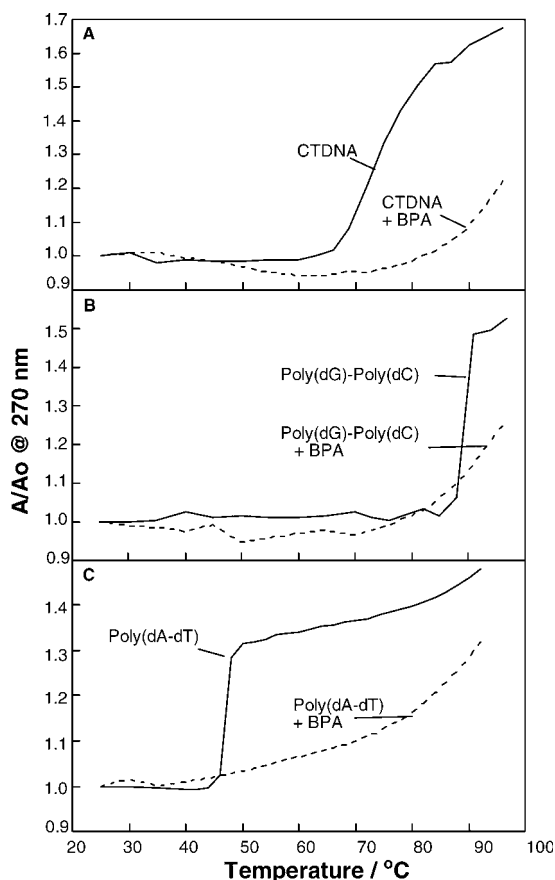 A
1.7
1.6
1.5
1.4
1.3
1.2
1.1
1.0
0.9
CTDNA
CTDNA
+ BPA
B
1.5
1.4
1.3
1.2
1.1
1.0
0.9
Poly(dG)-Poly(dC)
Poly(dG)-Poly(dC)
+ BPA
C
1.4
1.3
1.2
1.1
1.0
0.9
Poly(dA-dT)
Poly(dA-dT)
+ BPA
A/Ao @ 270 nm
20 30 40 50 60 70 80 90 100
Temperature / °C